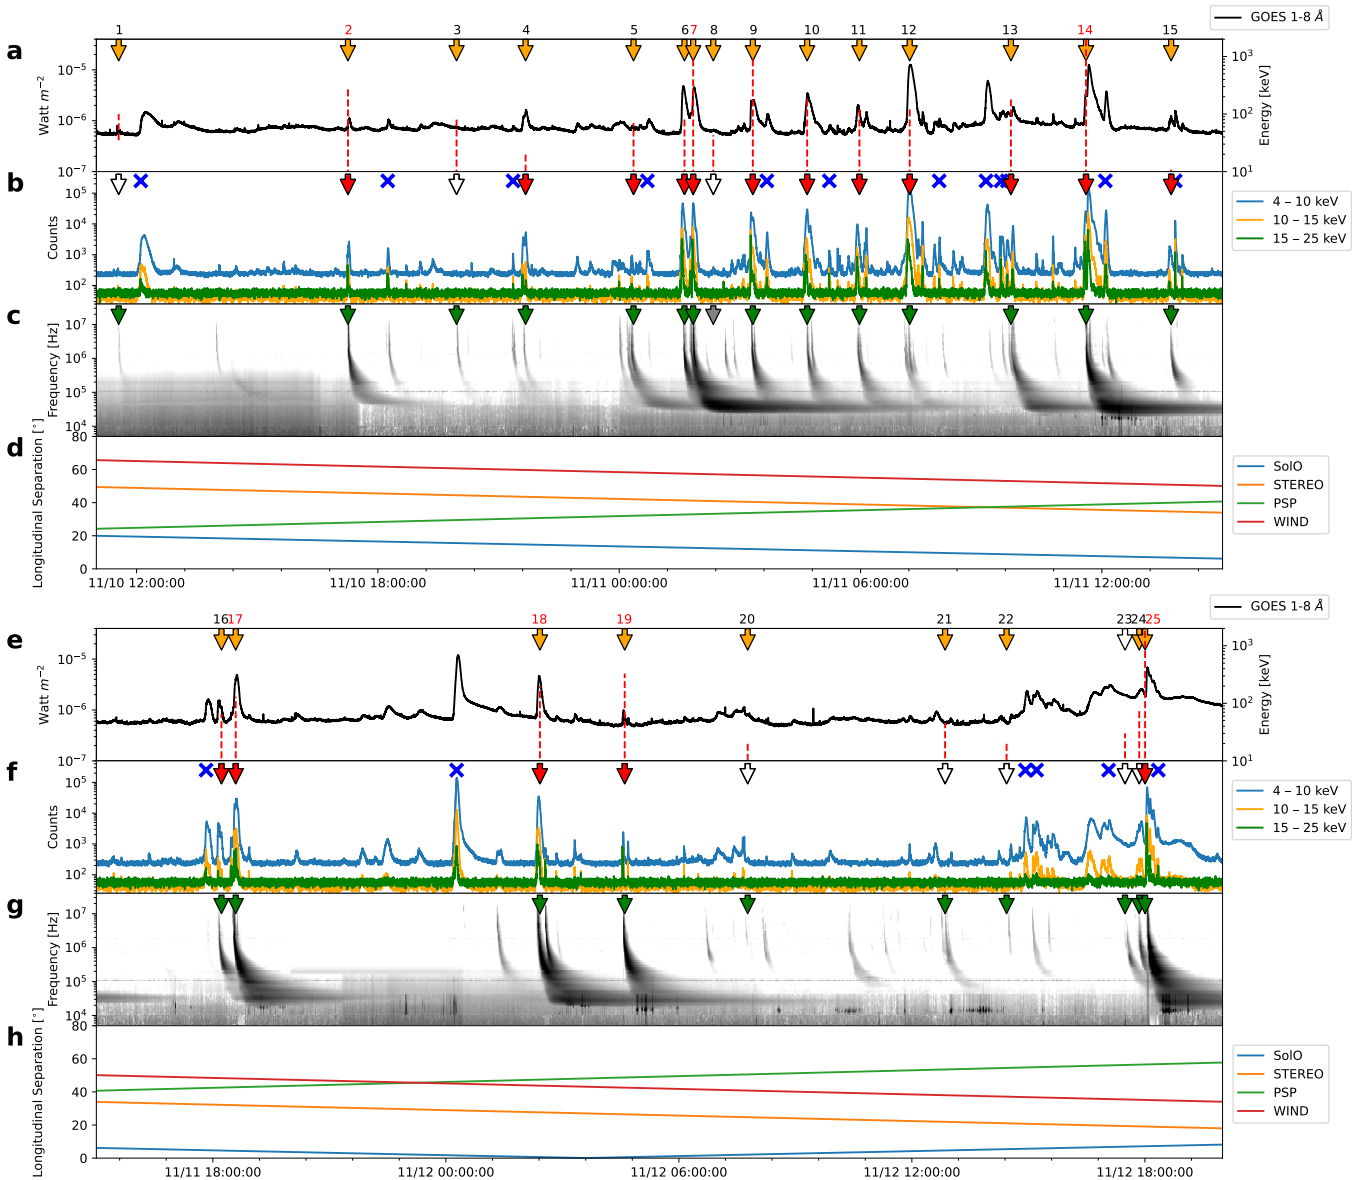 GOES 1-8 Å
1 2 3 4 5 6 7 8 9 10 11 12 13 14 15
a
Watt m⁻²
10⁻⁵
10⁻⁶
10⁻⁷
10³
10²
10¹
Energy [keV]
b
Counts
10⁵
10⁴
10³
10²
4 – 10 keV
10 – 15 keV
15 – 25 keV
c
Frequency [Hz]
10⁷
10⁶
10⁵
10⁴
d
Longitudinal Separation [°]
80
60
40
20
0
SolO
STEREO
PSP
WIND
11/10 12:00:00 11/10 18:00:00 11/11 00:00:00 11/11 06:00:00 11/11 12:00:00
GOES 1-8 Å
16 17 18 19 20 21 22 23 24 25
e
Watt m⁻²
10⁻⁵
10⁻⁶
10⁻⁷
10³
10²
10¹
Energy [keV]
f
Counts
10⁵
10⁴
10³
10²
4 – 10 keV
10 – 15 keV
15 – 25 keV
g
Frequency [Hz]
10⁷
10⁶
10⁵
10⁴
h
Longitudinal Separation [°]
80
60
40
20
0
SolO
STEREO
PSP
WIND
11/11 18:00:00 11/12 00:00:00 11/12 06:00:00 11/12 12:00:00 11/12 18:00:00